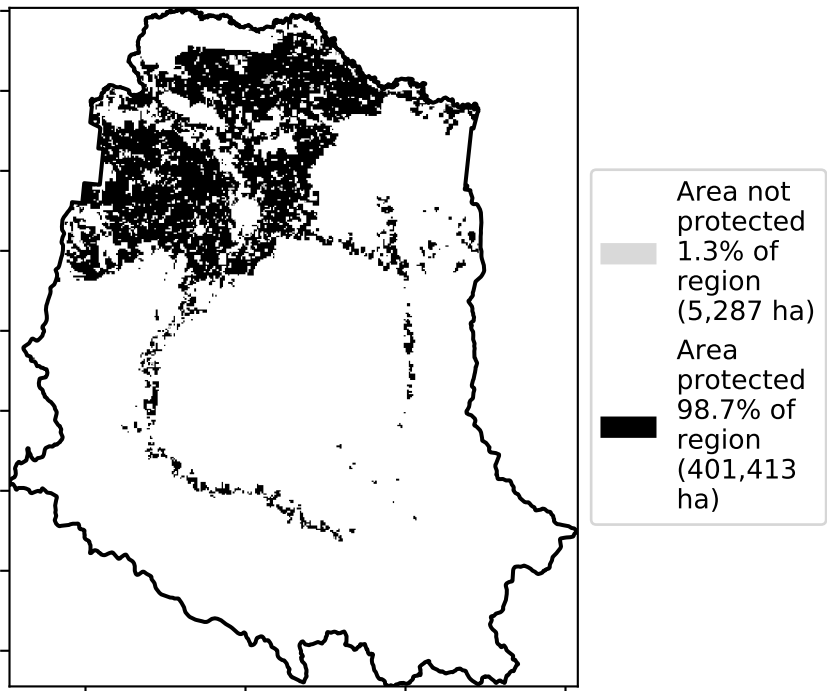 Area not
protected
1.3% of
region
(5,287 ha)
Area
protected
98.7% of
region
(401,413
ha)